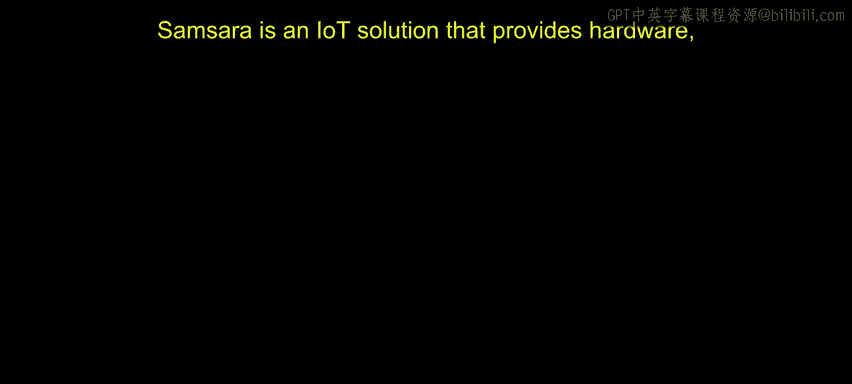 GPT中英字幕课程资源@bilibili.com
Samsara is an IoT solution that provides hardware,